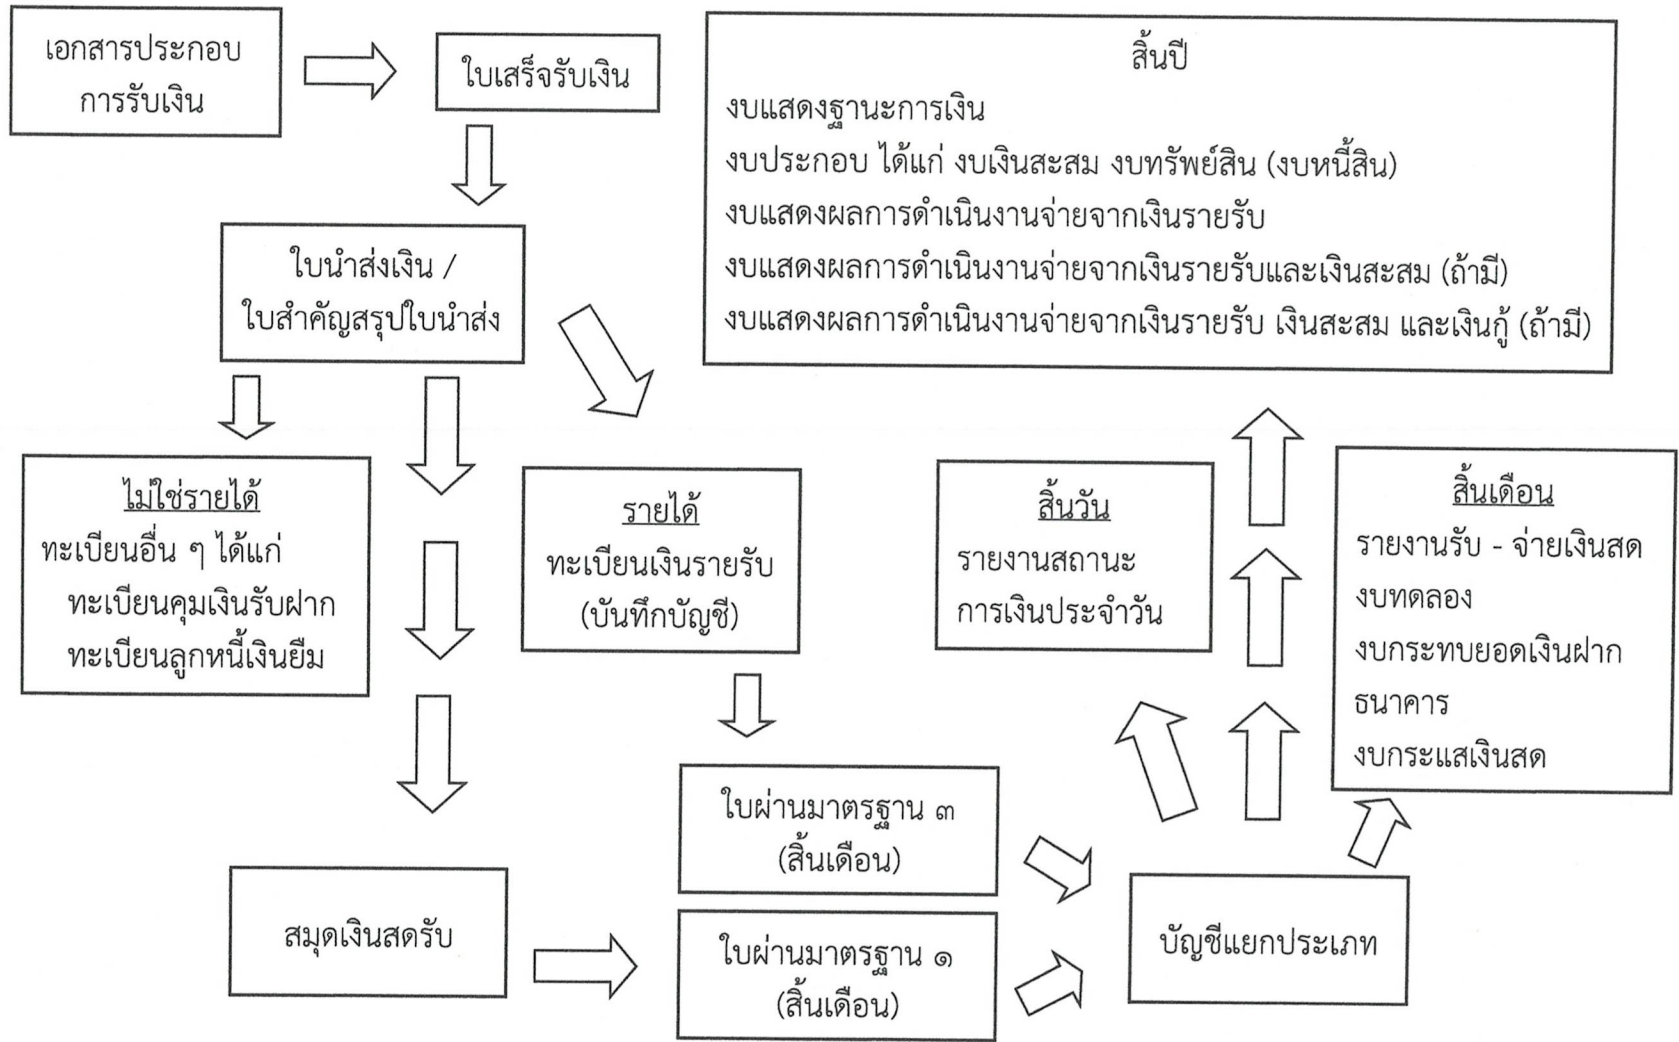 เอกสารประกอบ
การรับเงิน
ใบเสร็จรับเงิน
สิ้นปี
งบแสดงฐานะการเงิน
งบประกอบ ได้แก่ งบเงินสะสม งบทรัพย์สิน (งบหนี้สิน)
งบแสดงผลการดำเนินงานจ่ายจากเงินรายรับ
งบแสดงผลการดำเนินงานจ่ายจากเงินรายรับและเงินสะสม (ถ้ามี)
งบแสดงผลการดำเนินงานจ่ายจากเงินรายรับ เงินสะสม และเงินกู้ (ถ้ามี)
ใบนำส่งเงิน /
ใบสำคัญสรุปใบนำส่ง
ไม่ใช่รายได้
ทะเบียนอื่น ๆ ได้แก่
ทะเบียนคุมเงินรับฝาก
ทะเบียนลูกหนี้เงินยืม
รายได้
ทะเบียนเงินรายรับ
(บันทึกบัญชี)
สิ้นวัน
รายงานสถานะ
การเงินประจำวัน
สิ้นเดือน
รายงานรับ - จ่ายเงินสด
งบทดลอง
งบกระทบยอดเงินฝาก
ธนาคาร
งบกระแสเงินสด
ใบผ่านมาตรฐาน ๓
(สิ้นเดือน)
สมุดเงินสดรับ
ใบผ่านมาตรฐาน ๑
(สิ้นเดือน)
บัญชีแยกประเภท